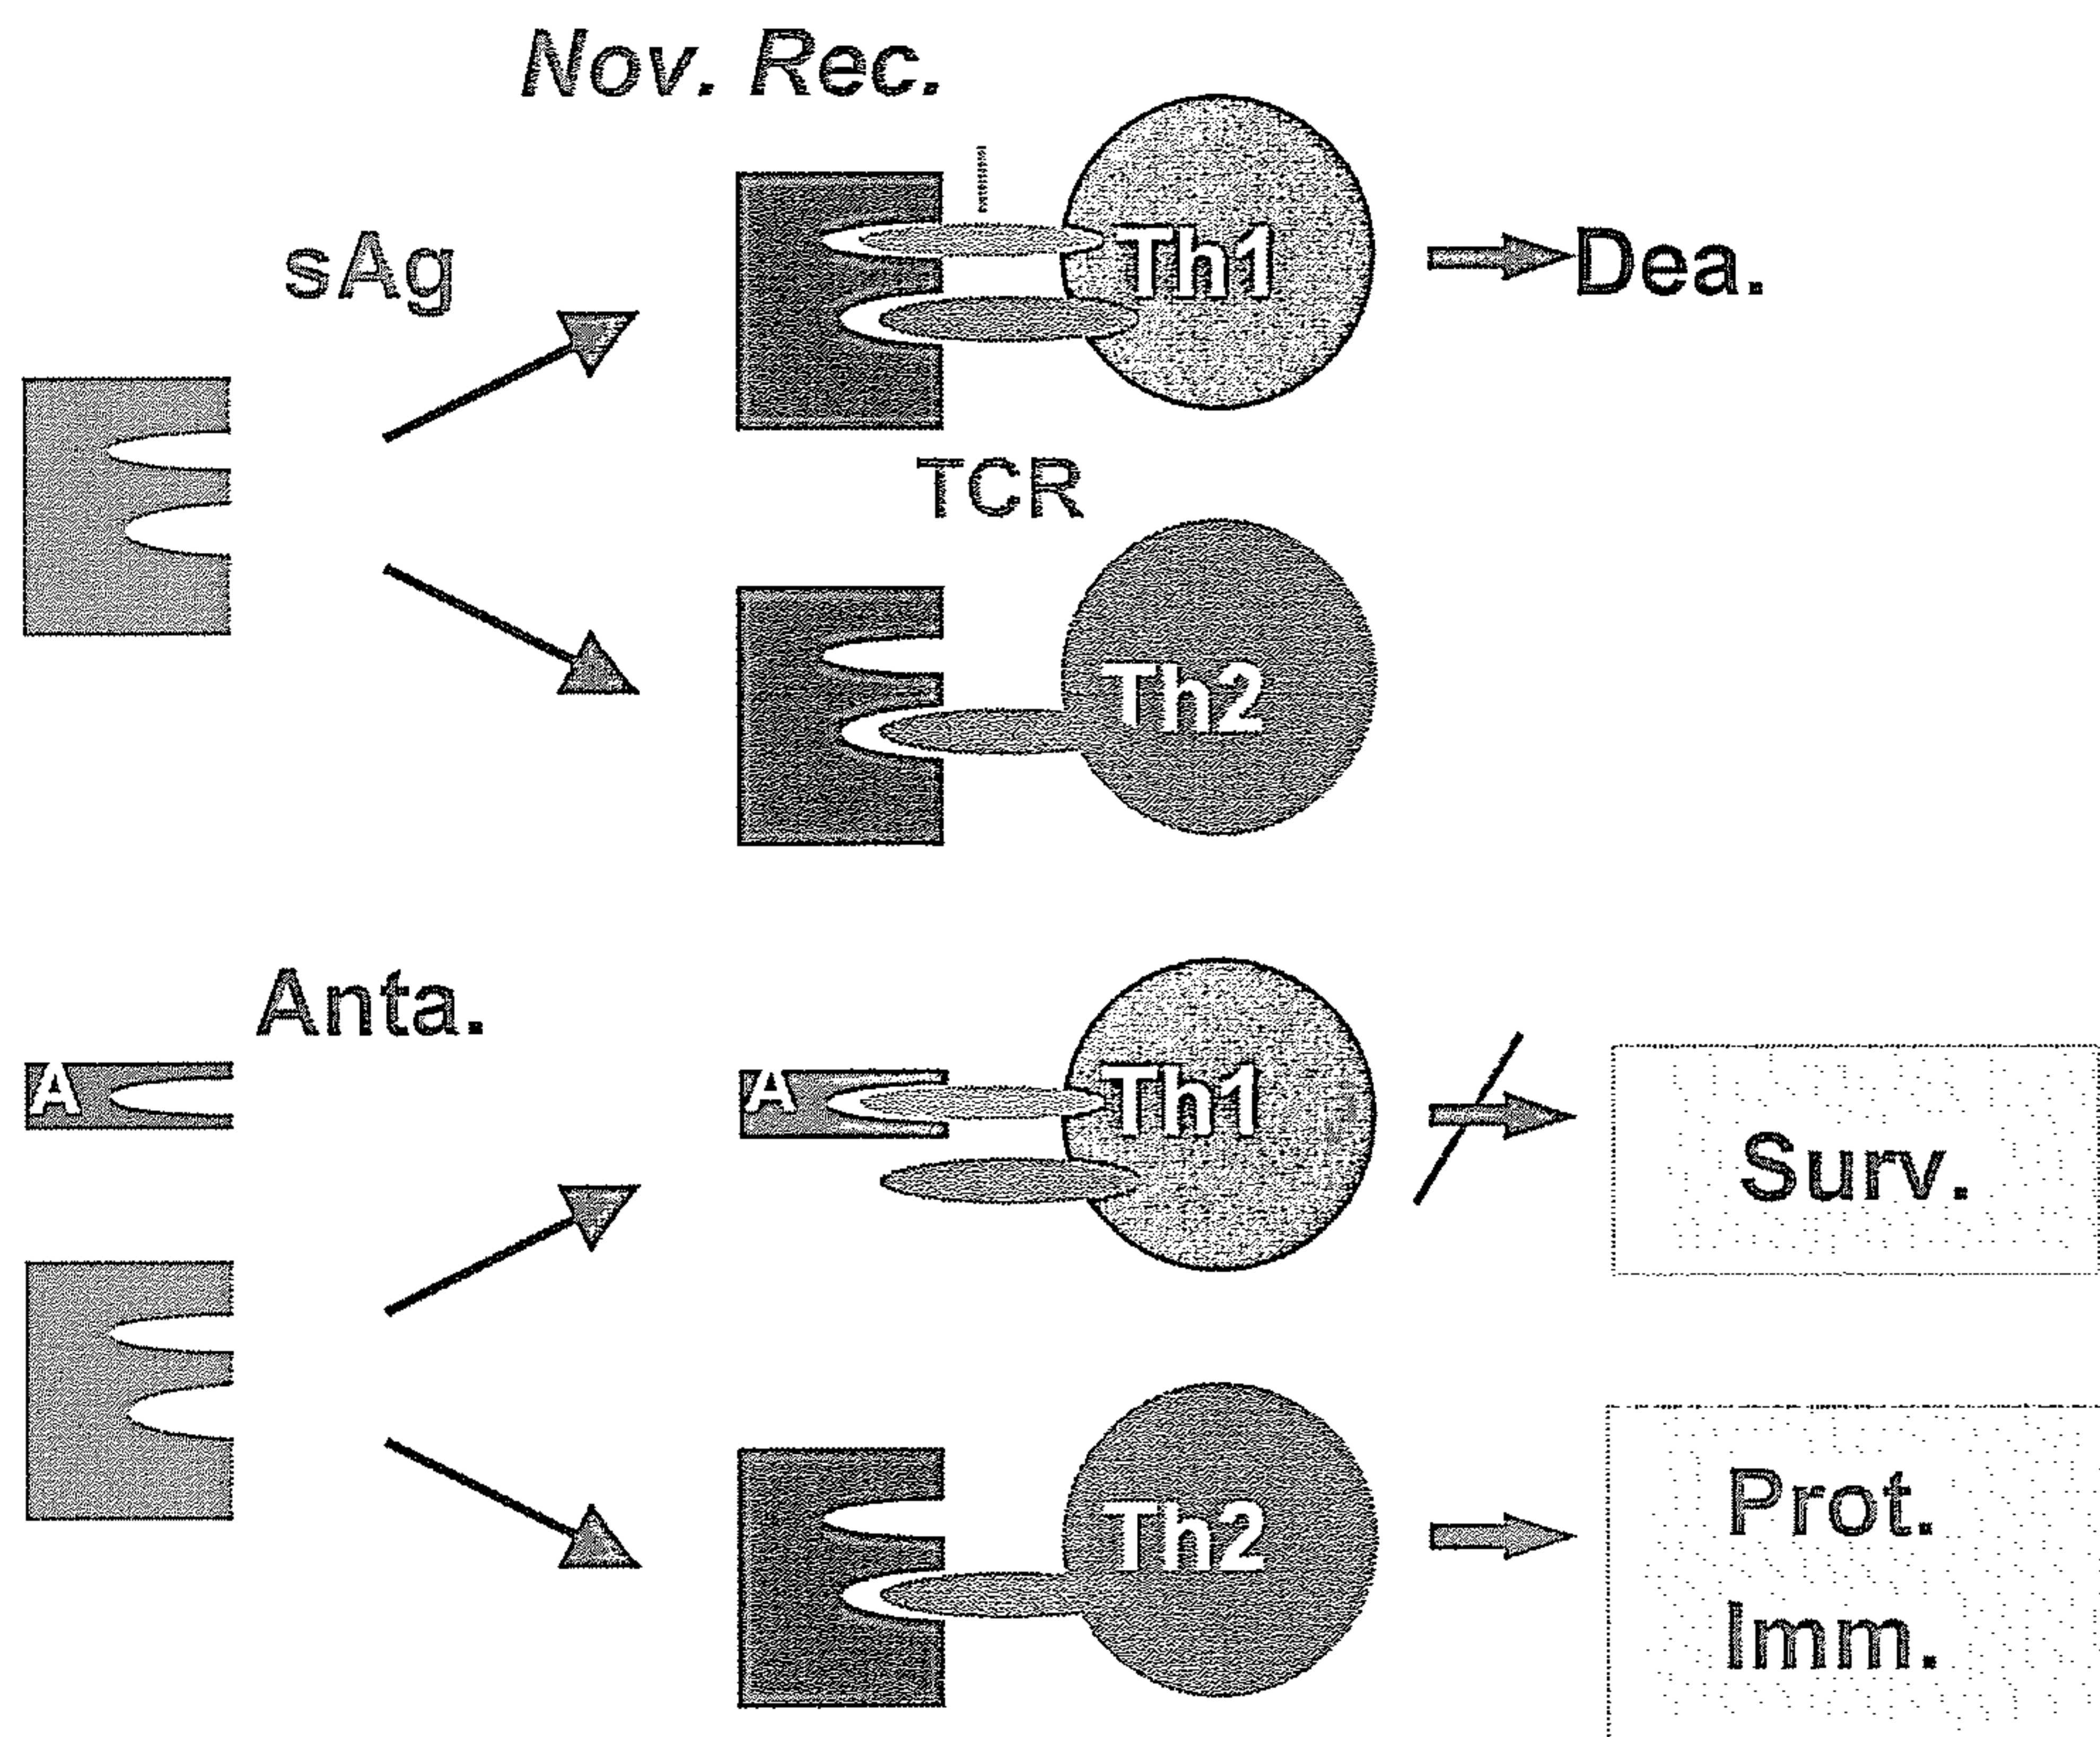 Nov. Rec.
sAg
Th1
Dea.
TCR
Th2
Anta.
A
A
Th1
Surv.
Th2
Prot.
Imm.